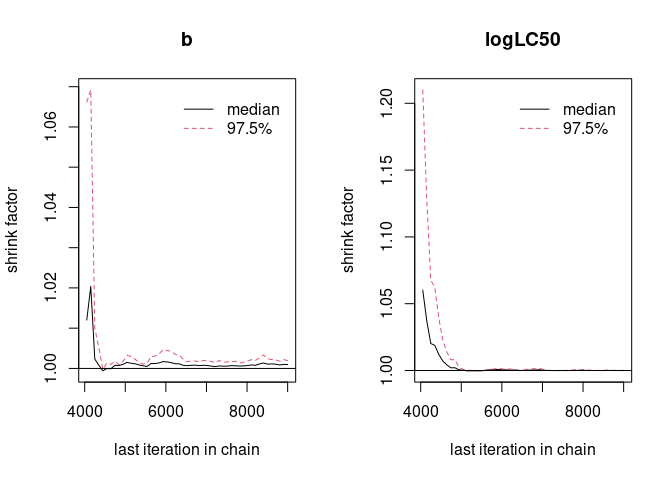 b
shrink factor
1.00
1.02
1.04
1.06
median
97.5%
4000
6000
8000
last iteration in chain
logLC50
shrink factor
1.00
1.05
1.10
1.15
1.20
median
97.5%
4000
6000
8000
last iteration in chain